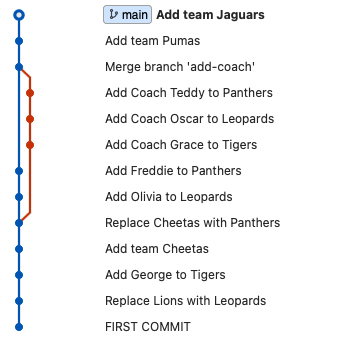 main Add team Jaguars
Add team Pumas
Merge branch 'add-coach'
Add Coach Teddy to Panthers
Add Coach Oscar to Leopards
Add Coach Grace to Tigers
Add Freddie to Panthers
Add Olivia to Leopards
Replace Cheetas with Panthers
Add team Cheetas
Add George to Tigers
Replace Lions with Leopards
FIRST COMMIT